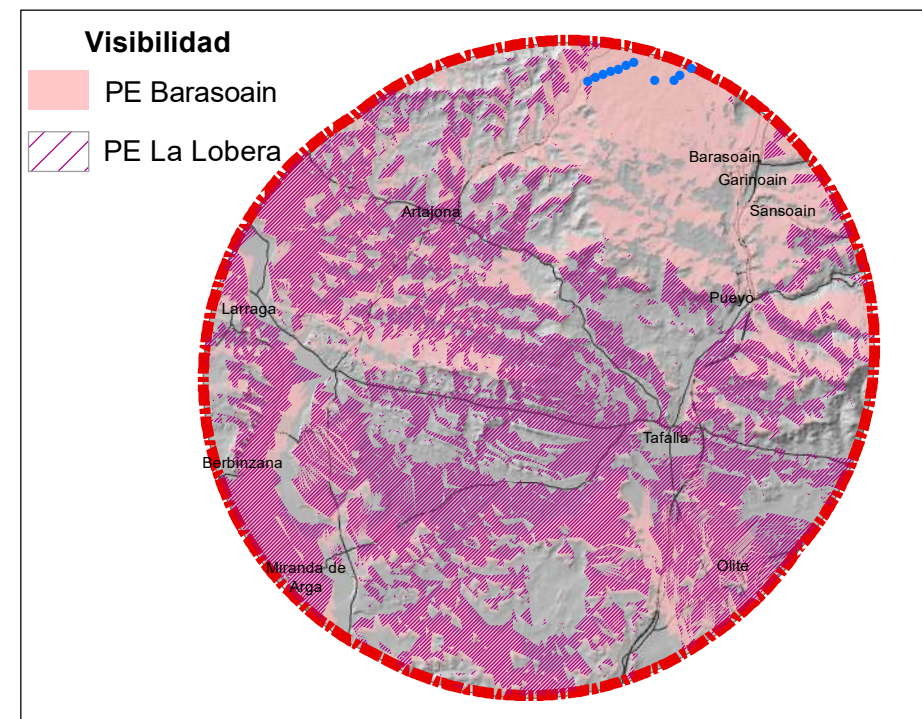 Visibilidad
PE Barasoain
PE La Lobera
Barasoain
Garinoain
Sansoain
Artajona
Pueyo
Larraga
Tafalla
Berbinzana
Miranda de
Arga
Olite